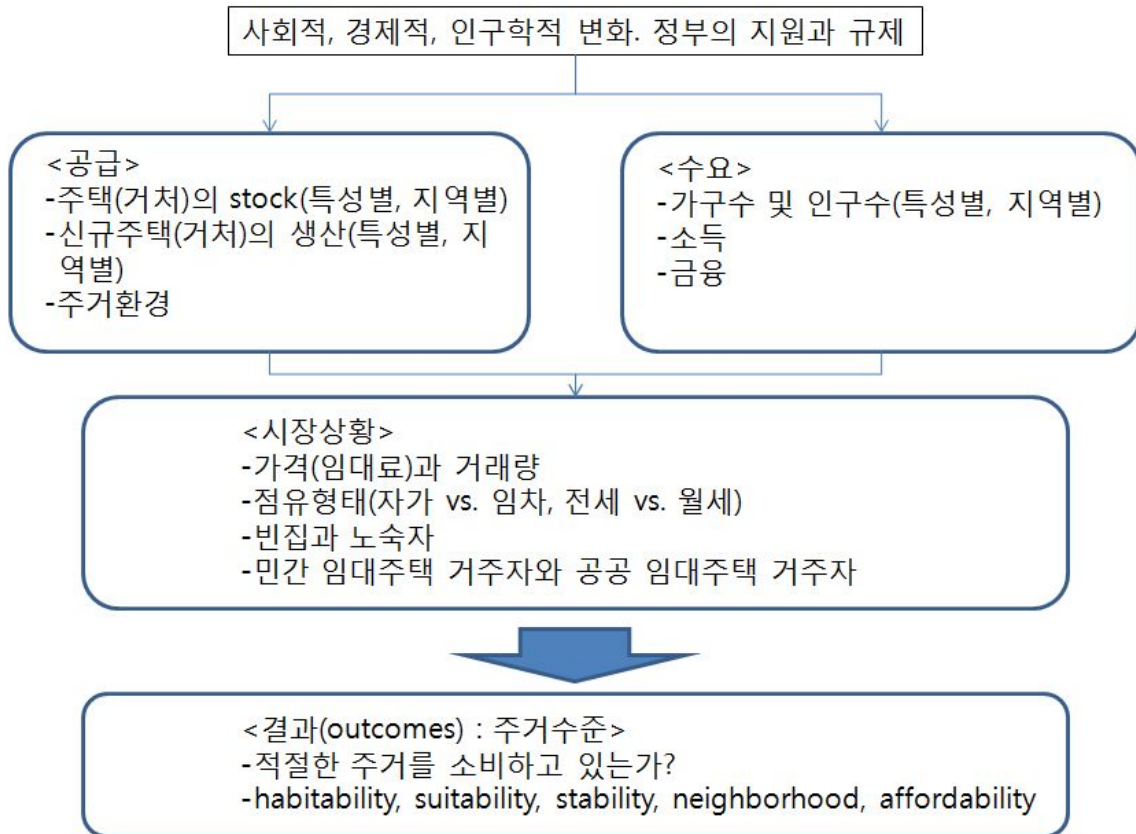 사회적, 경제적, 인구학적 변화. 정부의 지원과 규제
<공급>
-주택(거처)의 stock(특성별, 지역별)
-신규주택(거처)의 생산(특성별, 지
역별)
-주거환경
<수요>
-가구수 및 인구수(특성별, 지역별)
-소득
-금융
<시장상황>
-가격(임대료)과 거래량
-점유형태(자가 vs. 임차, 전세 vs. 월세)
-빈집과 노숙자
-민간 임대주택 거주자와 공공 임대주택 거주자
<결과(outcomes) : 주거수준>
-적절한 주거를 소비하고 있는가?
-habitability, suitability, stability, neighborhood, affordability